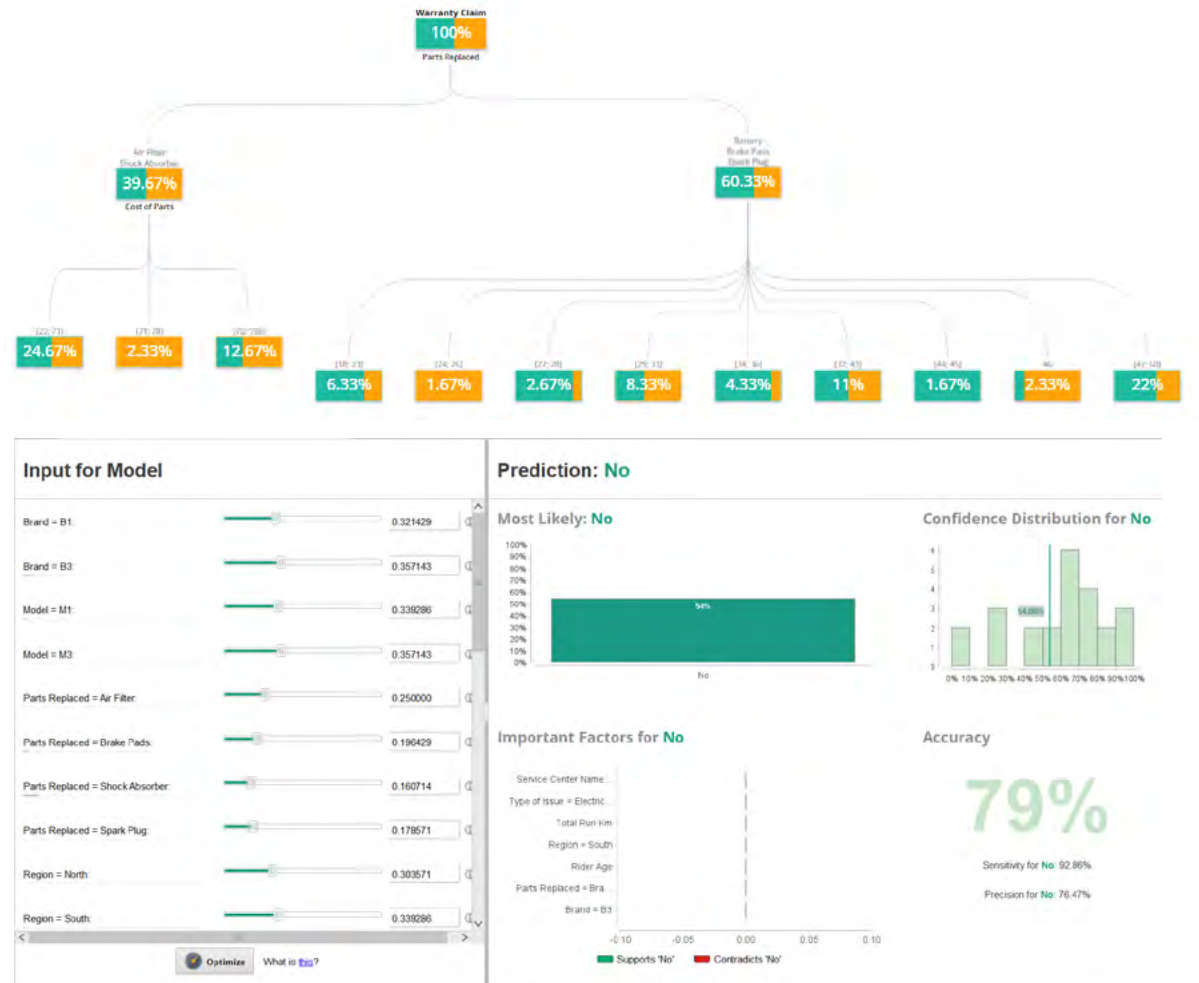 Warranty Claim
100%
Parts Replaced
Air Filter
Shock Absorber
39.67%
Cost of Parts
Battery
Brake Pads
Spark Plug
60.33%
24.67%
2.33%
12.67%
6.33%
1.67%
2.67%
8.33%
4.33%
11%
1.67%
46
2.33%
22%
Input for Model
Brand = B1:
0.321429
Brand = B3:
0.357143
Model = M1:
0.339286
Model = M3:
0.357143
Parts Replaced = Air Filter:
0.250000
Parts Replaced = Brake Pads:
0.196429
Parts Replaced = Shock Absorber:
0.160714
Parts Replaced = Spark Plug:
0.178571
Region = North:
0.303571
Region = South:
0.339286
Optimize What is this?
Prediction: No
Most Likely: No
100%
90%
80%
70%
60%
50%
40%
30%
20%
10%
0%
54%
No
Confidence Distribution for No
6
5
4
3
2
1
0
0% 10% 20% 30% 40% 50% 60% 70% 80% 90% 100%
Important Factors for No
Service Center Name...
Type of Issue = Electric...
Total Run Km
Region = South
Rider Age
Parts Replaced = Bra...
Brand = B3
-0.10 -0.05 0.00 0.05 0.10
Supports 'No' Contradicts 'No'
Accuracy
79%
Sensitivity for No: 92.86%
Precision for No: 76.47%